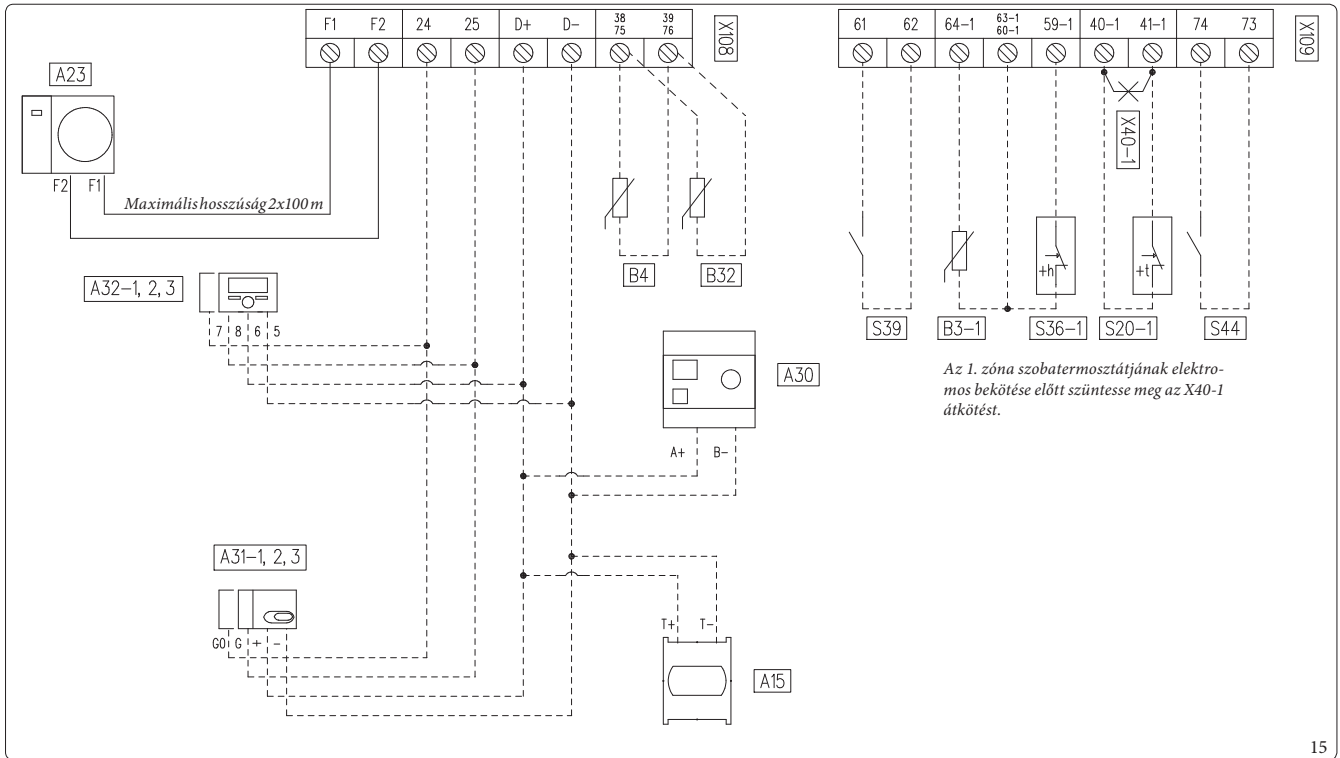 F1 F2 24 25 D+ D- 38 75 39 76
X108
61 62 64-1 63-1 60-1 59-1 40-1 41-1 74 73
X109
A23
X40-1
F2 F1
Maximális hosszúság 2x100 m
B4
B32
+h
+t
A32-1, 2, 3
7 8 6 5
S39
B3-1
S36-1
S20-1
S44
A30
Az 1. zóna szobatermosztátjának elektro-
mos bekötése előtt szüntesse meg az X40-1
átkötést.
A+ B-
A31-1, 2, 3
G0 G + -
T+ T-
A15
15